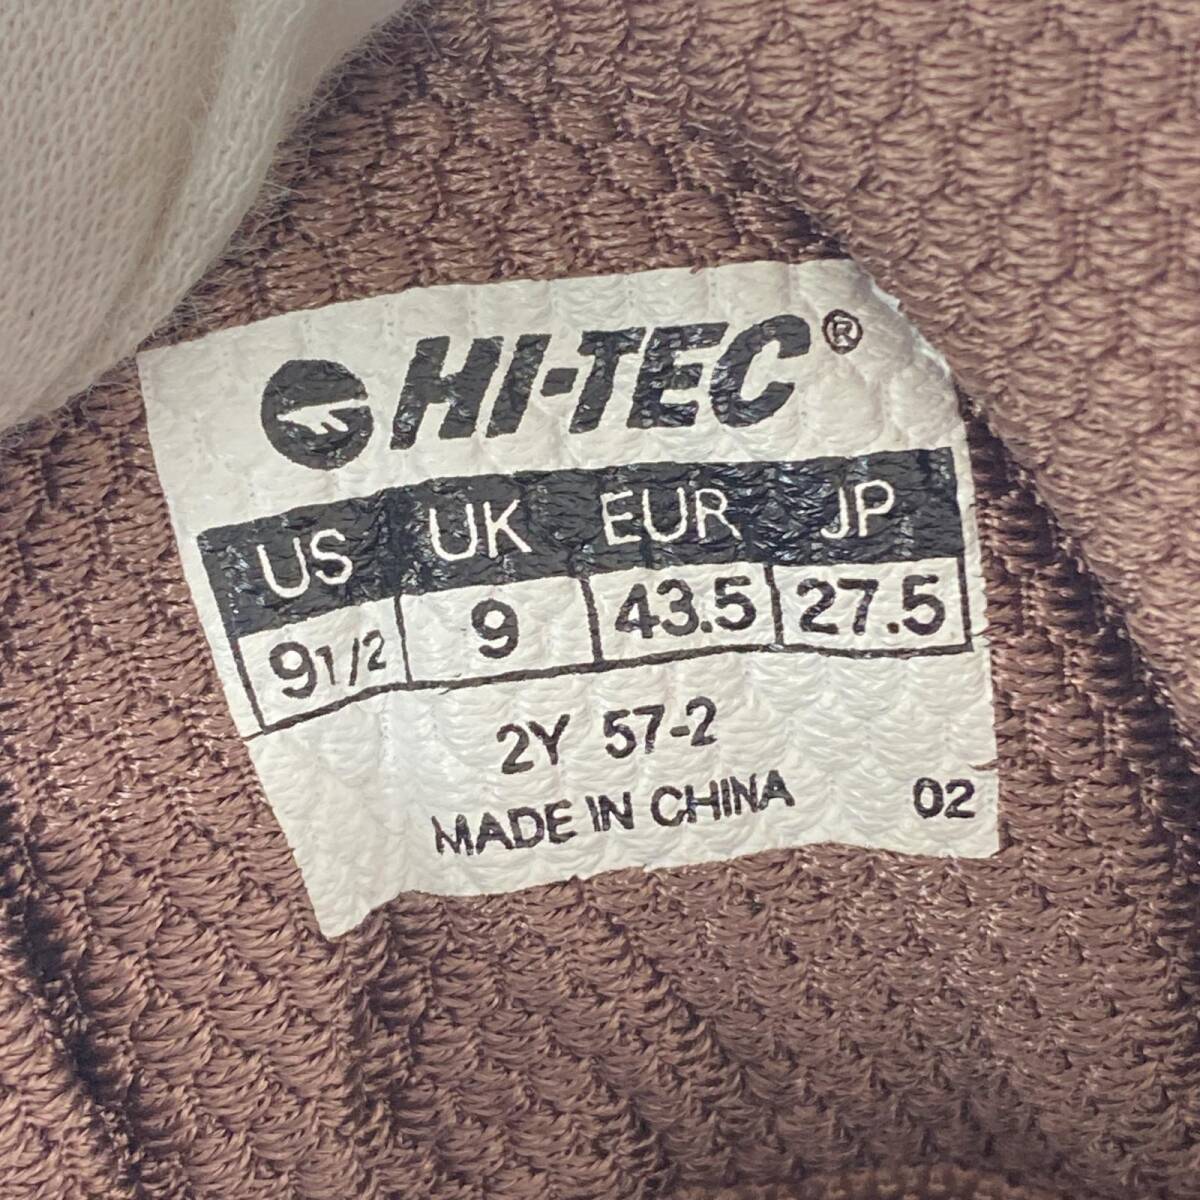 HI-TEC®
US UK EUR JP
9 1/2 9 43.5 27.5
2Y 57-2
MADE IN CHINA 02